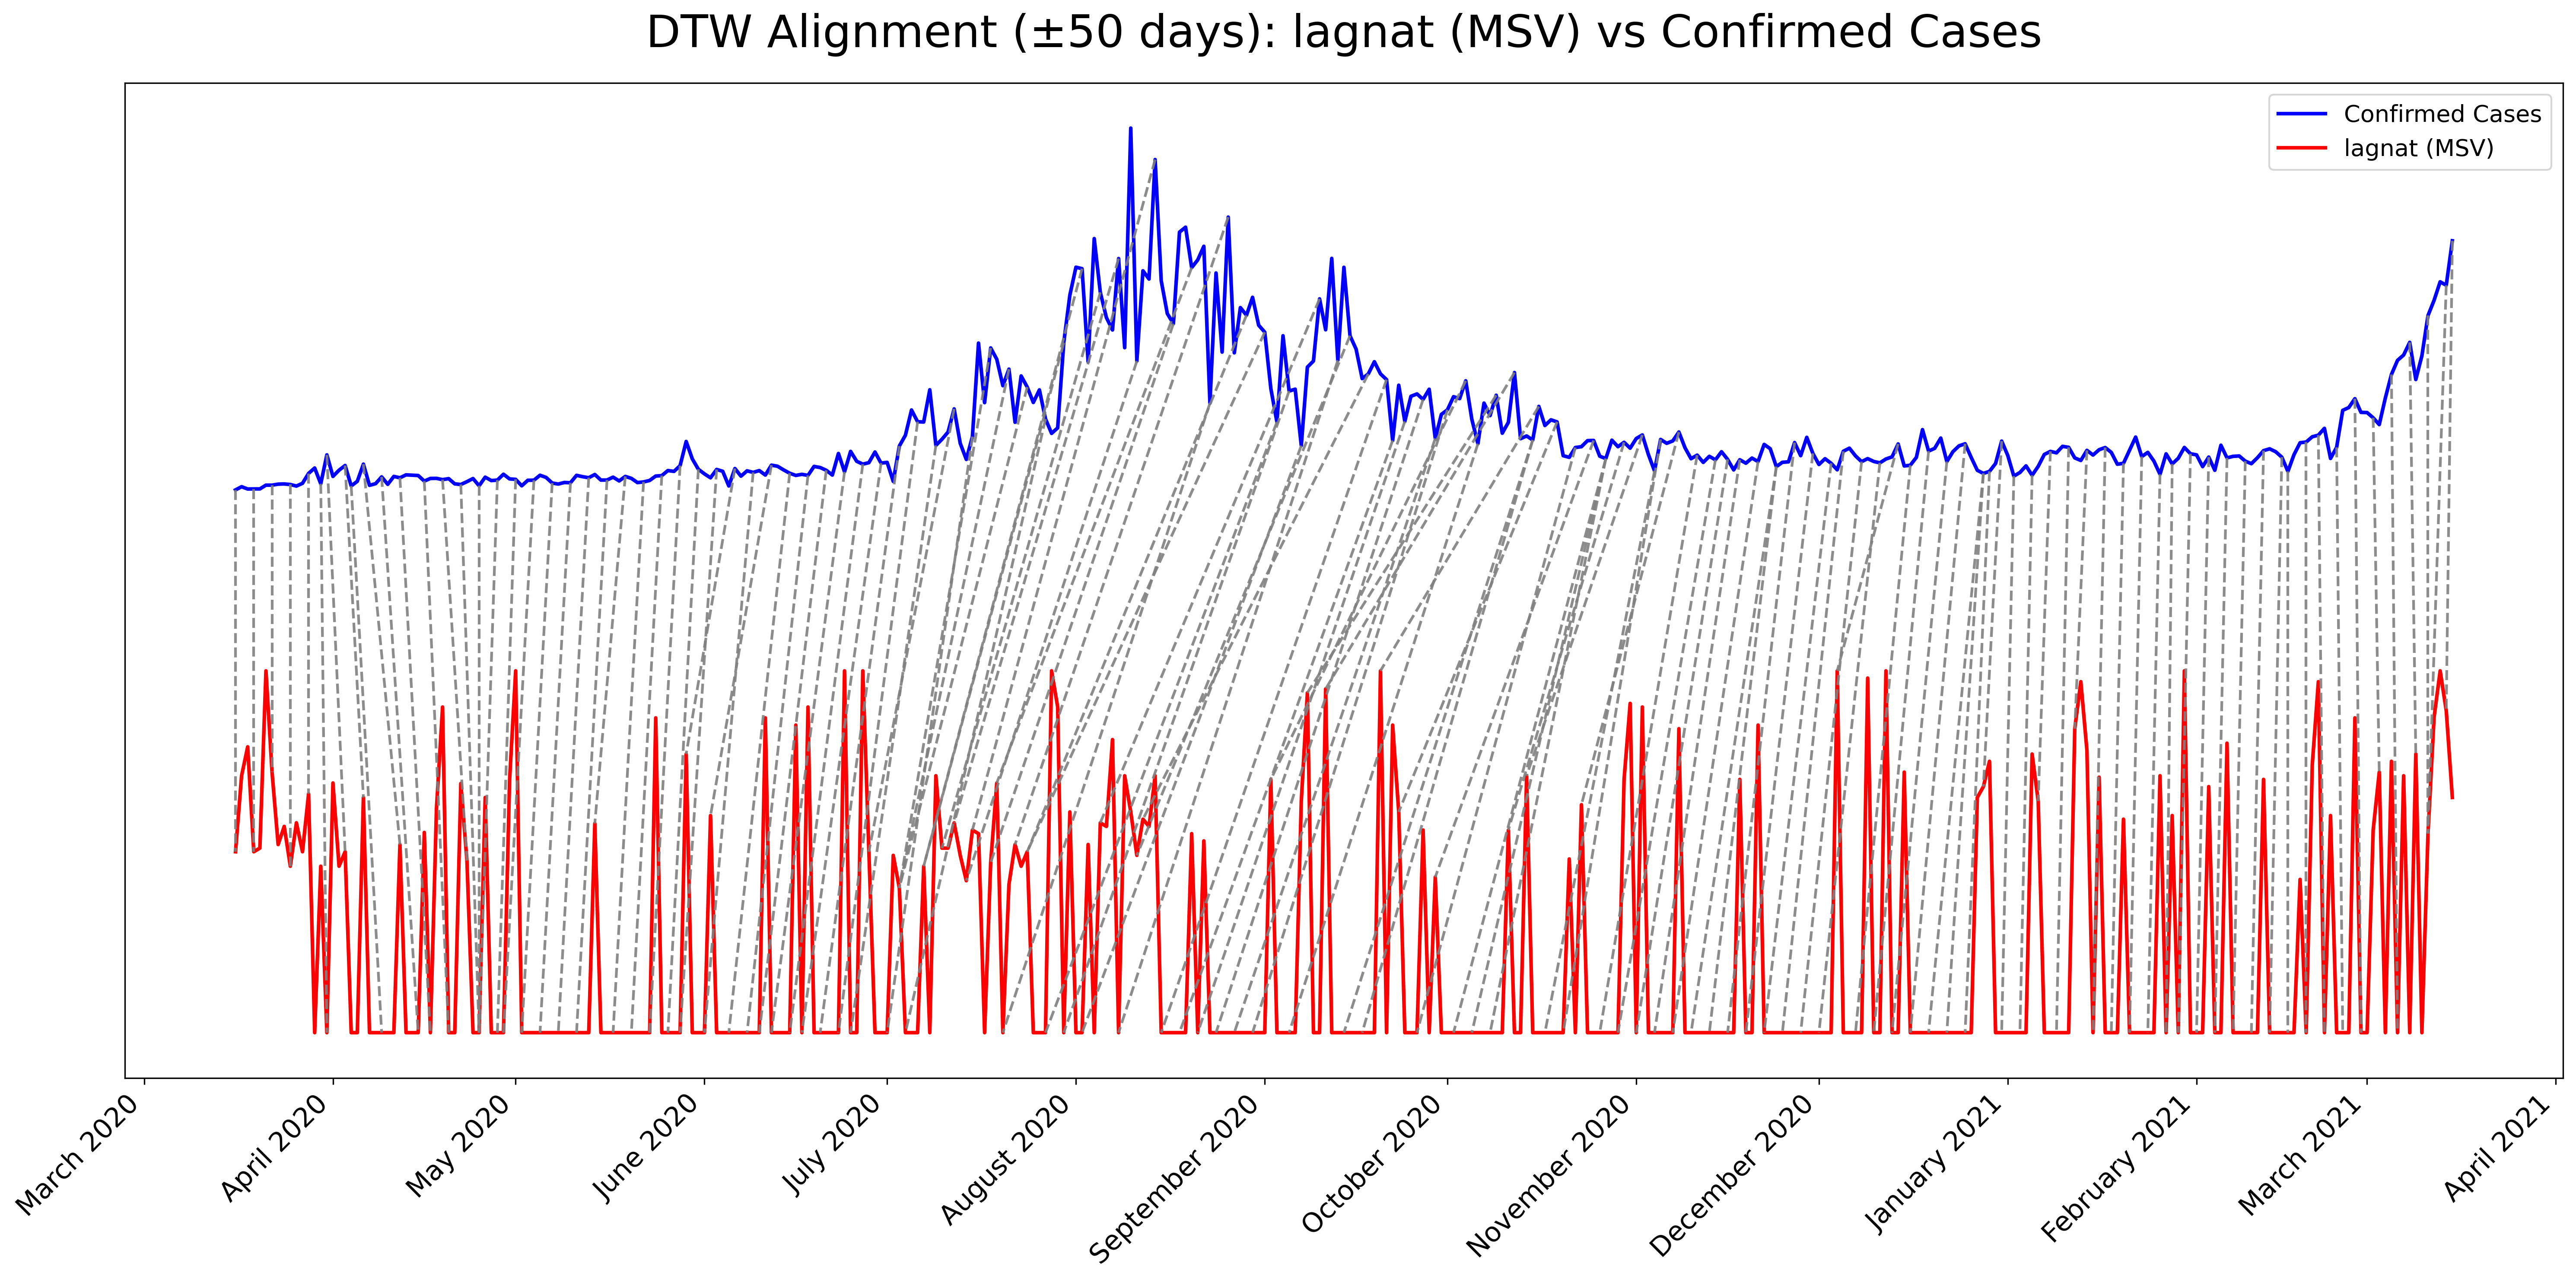 DTW Alignment (±50 days): lagnat (MSV) vs Confirmed Cases
Confirmed Cases
lagnat (MSV)
March 2020
April 2020
May 2020
June 2020
July 2020
August 2020
September 2020
October 2020
November 2020
December 2020
January 2021
February 2021
March 2021
April 2021